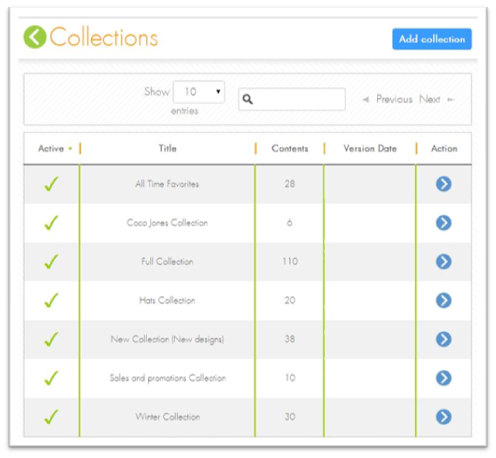 Collections
Add collection
Show 10 entries
Previous Next
Active Title Contents Version Date Action
All Time Favorites 28
Coco Jones Collection 6
Full Collection 110
Hats Collection 20
New Collection (New designs) 38
Sales and promotions Collection 10
Winter Collection 30